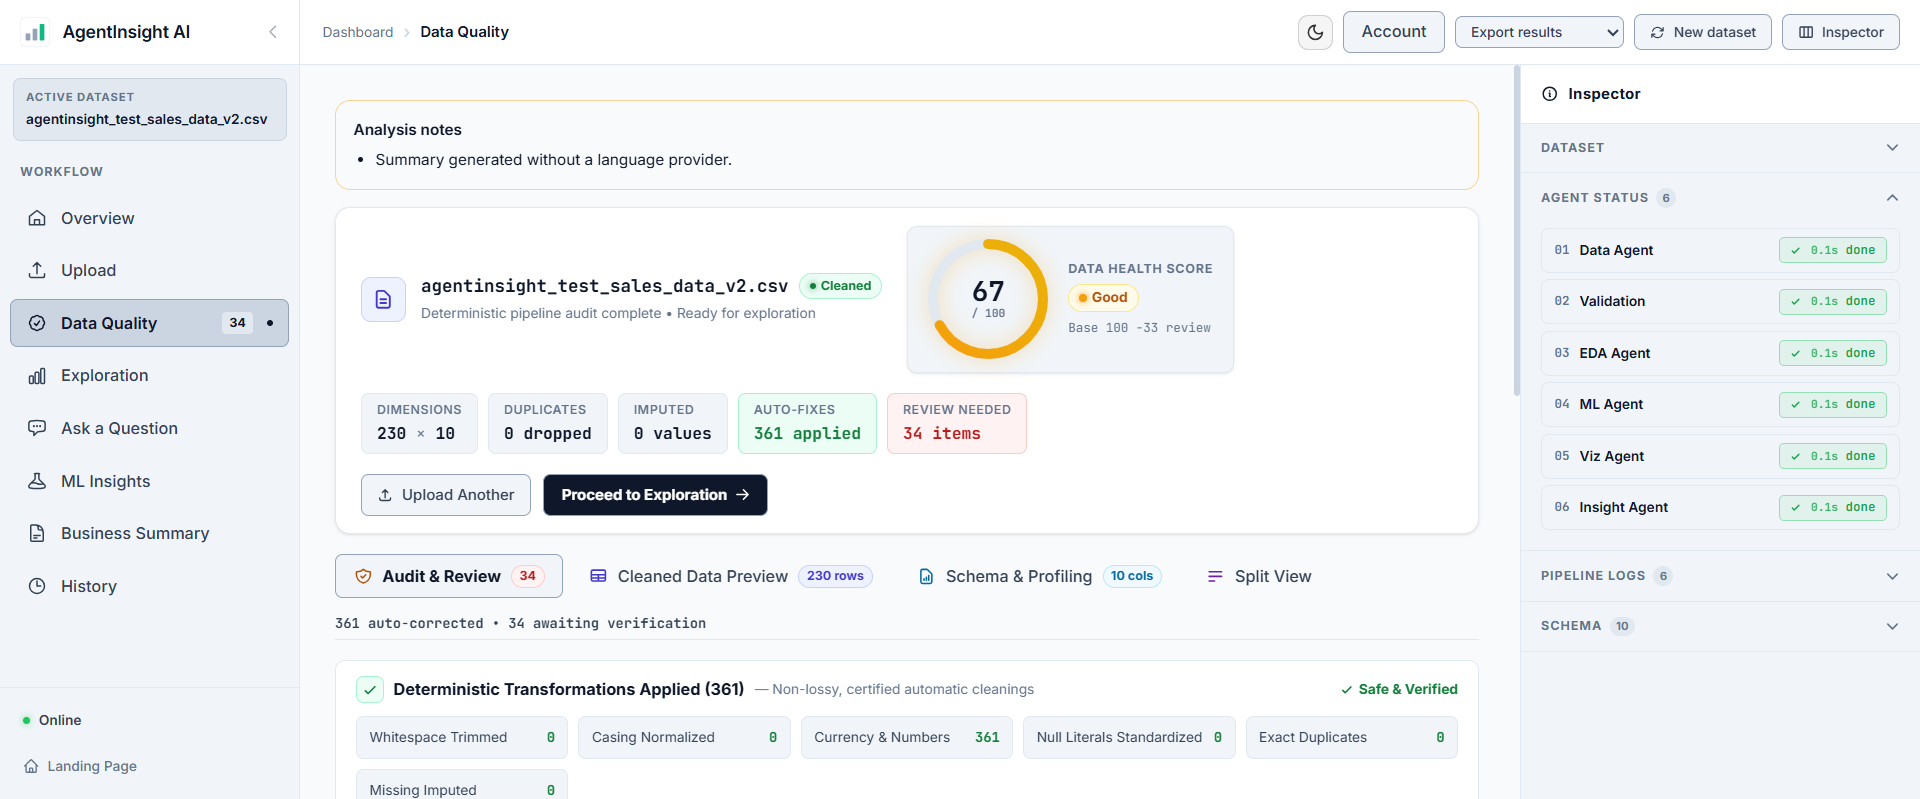 AgentInsight AI
Dashboard › Data Quality
Account
Export results
New dataset
Inspector
ACTIVE DATASET
agentinsight_test_sales_data_v2.csv
WORKFLOW
Overview
Upload
Data Quality 34
Exploration
Ask a Question
ML Insights
Business Summary
History
Online
Landing Page
Analysis notes
• Summary generated without a language provider.
agentinsight_test_sales_data_v2.csv
Cleaned
Deterministic pipeline audit complete • Ready for exploration
67
/ 100
DATA HEALTH SCORE
Good
Base 100 -33 review
DIMENSIONS
230 × 10
DUPLICATES
0 dropped
IMPUTED
0 values
AUTO-FIXES
361 applied
REVIEW NEEDED
34 items
Upload Another
Proceed to Exploration →
Audit & Review 34
Cleaned Data Preview 230 rows
Schema & Profiling 10 cols
Split View
361 auto-corrected • 34 awaiting verification
Deterministic Transformations Applied (361) — Non-lossy, certified automatic cleanings
✓ Safe & Verified
Whitespace Trimmed 0
Casing Normalized 0
Currency & Numbers 361
Null Literals Standardized 0
Exact Duplicates 0
Missing Imputed 0
Inspector
DATASET
AGENT STATUS 6
01 Data Agent ✓ 0.1s done
02 Validation ✓ 0.1s done
03 EDA Agent ✓ 0.1s done
04 ML Agent ✓ 0.1s done
05 Viz Agent ✓ 0.1s done
06 Insight Agent ✓ 0.1s done
PIPELINE LOGS 6
SCHEMA 10